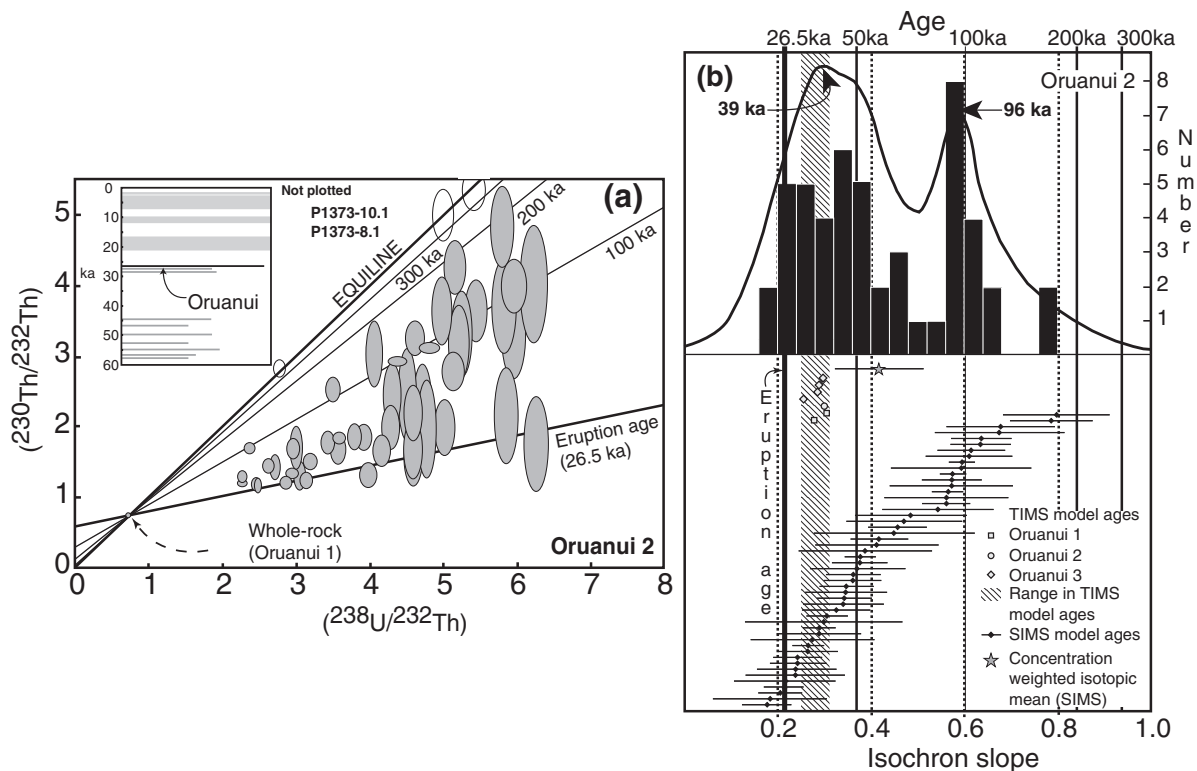 (a)
Not plotted
P1373-10.1
P1373-8.1
0
10
20
ka
30
40
50
60
Oruanui
EQUILINE
300 ka
200 ka
100 ka
Eruption age
(26.5 ka)
Whole-rock
(Oruanui 1)
Oruanui 2
(230Th/232Th)
5
4
3
2
1
0
0 1 2 3 4 5 6 7 8
(238U/232Th)
Age
26.5ka 50ka 100ka 200ka 300ka
(b)
Oruanui 2
39 ka
96 ka
8
7
6
5
4
3
2
1
Number
Eruption age
TIMS model ages
Oruanui 1
Oruanui 2
Oruanui 3
Range in TIMS
model ages
SIMS model ages
Concentration
weighted isotopic
mean (SIMS)
0.2 0.4 0.6 0.8 1.0
Isochron slope